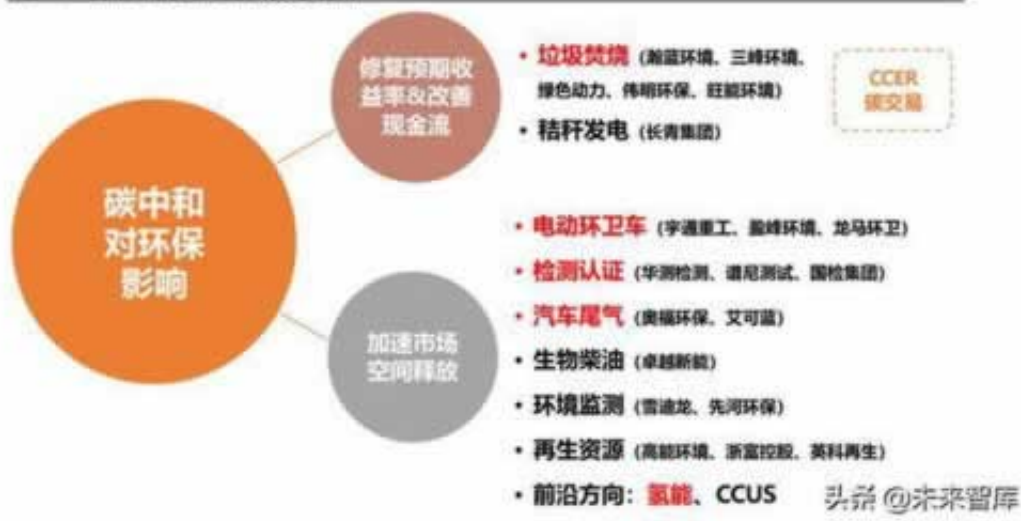 碳中和
对环保
影响
修复预期收
益率&改善
现金流
• 垃圾焚烧（瀚蓝环境、三峰环境、
绿色动力、伟明环保、旺能环境）
• 秸秆发电（长青集团）
CCER
碳交易
加速市场
空间释放
• 电动环卫车（宇通重工、盈峰环境、龙马环卫）
• 检测认证（华测检测、谱尼测试、国检集团）
• 汽车尾气（奥福环保、艾可蓝）
• 生物柴油（卓越新能）
• 环境监测（雪迪龙、先河环保）
• 再生资源（高能环境、浙富控股、英科再生）
• 前沿方向：氢能、CCUS
头条 @未来智库